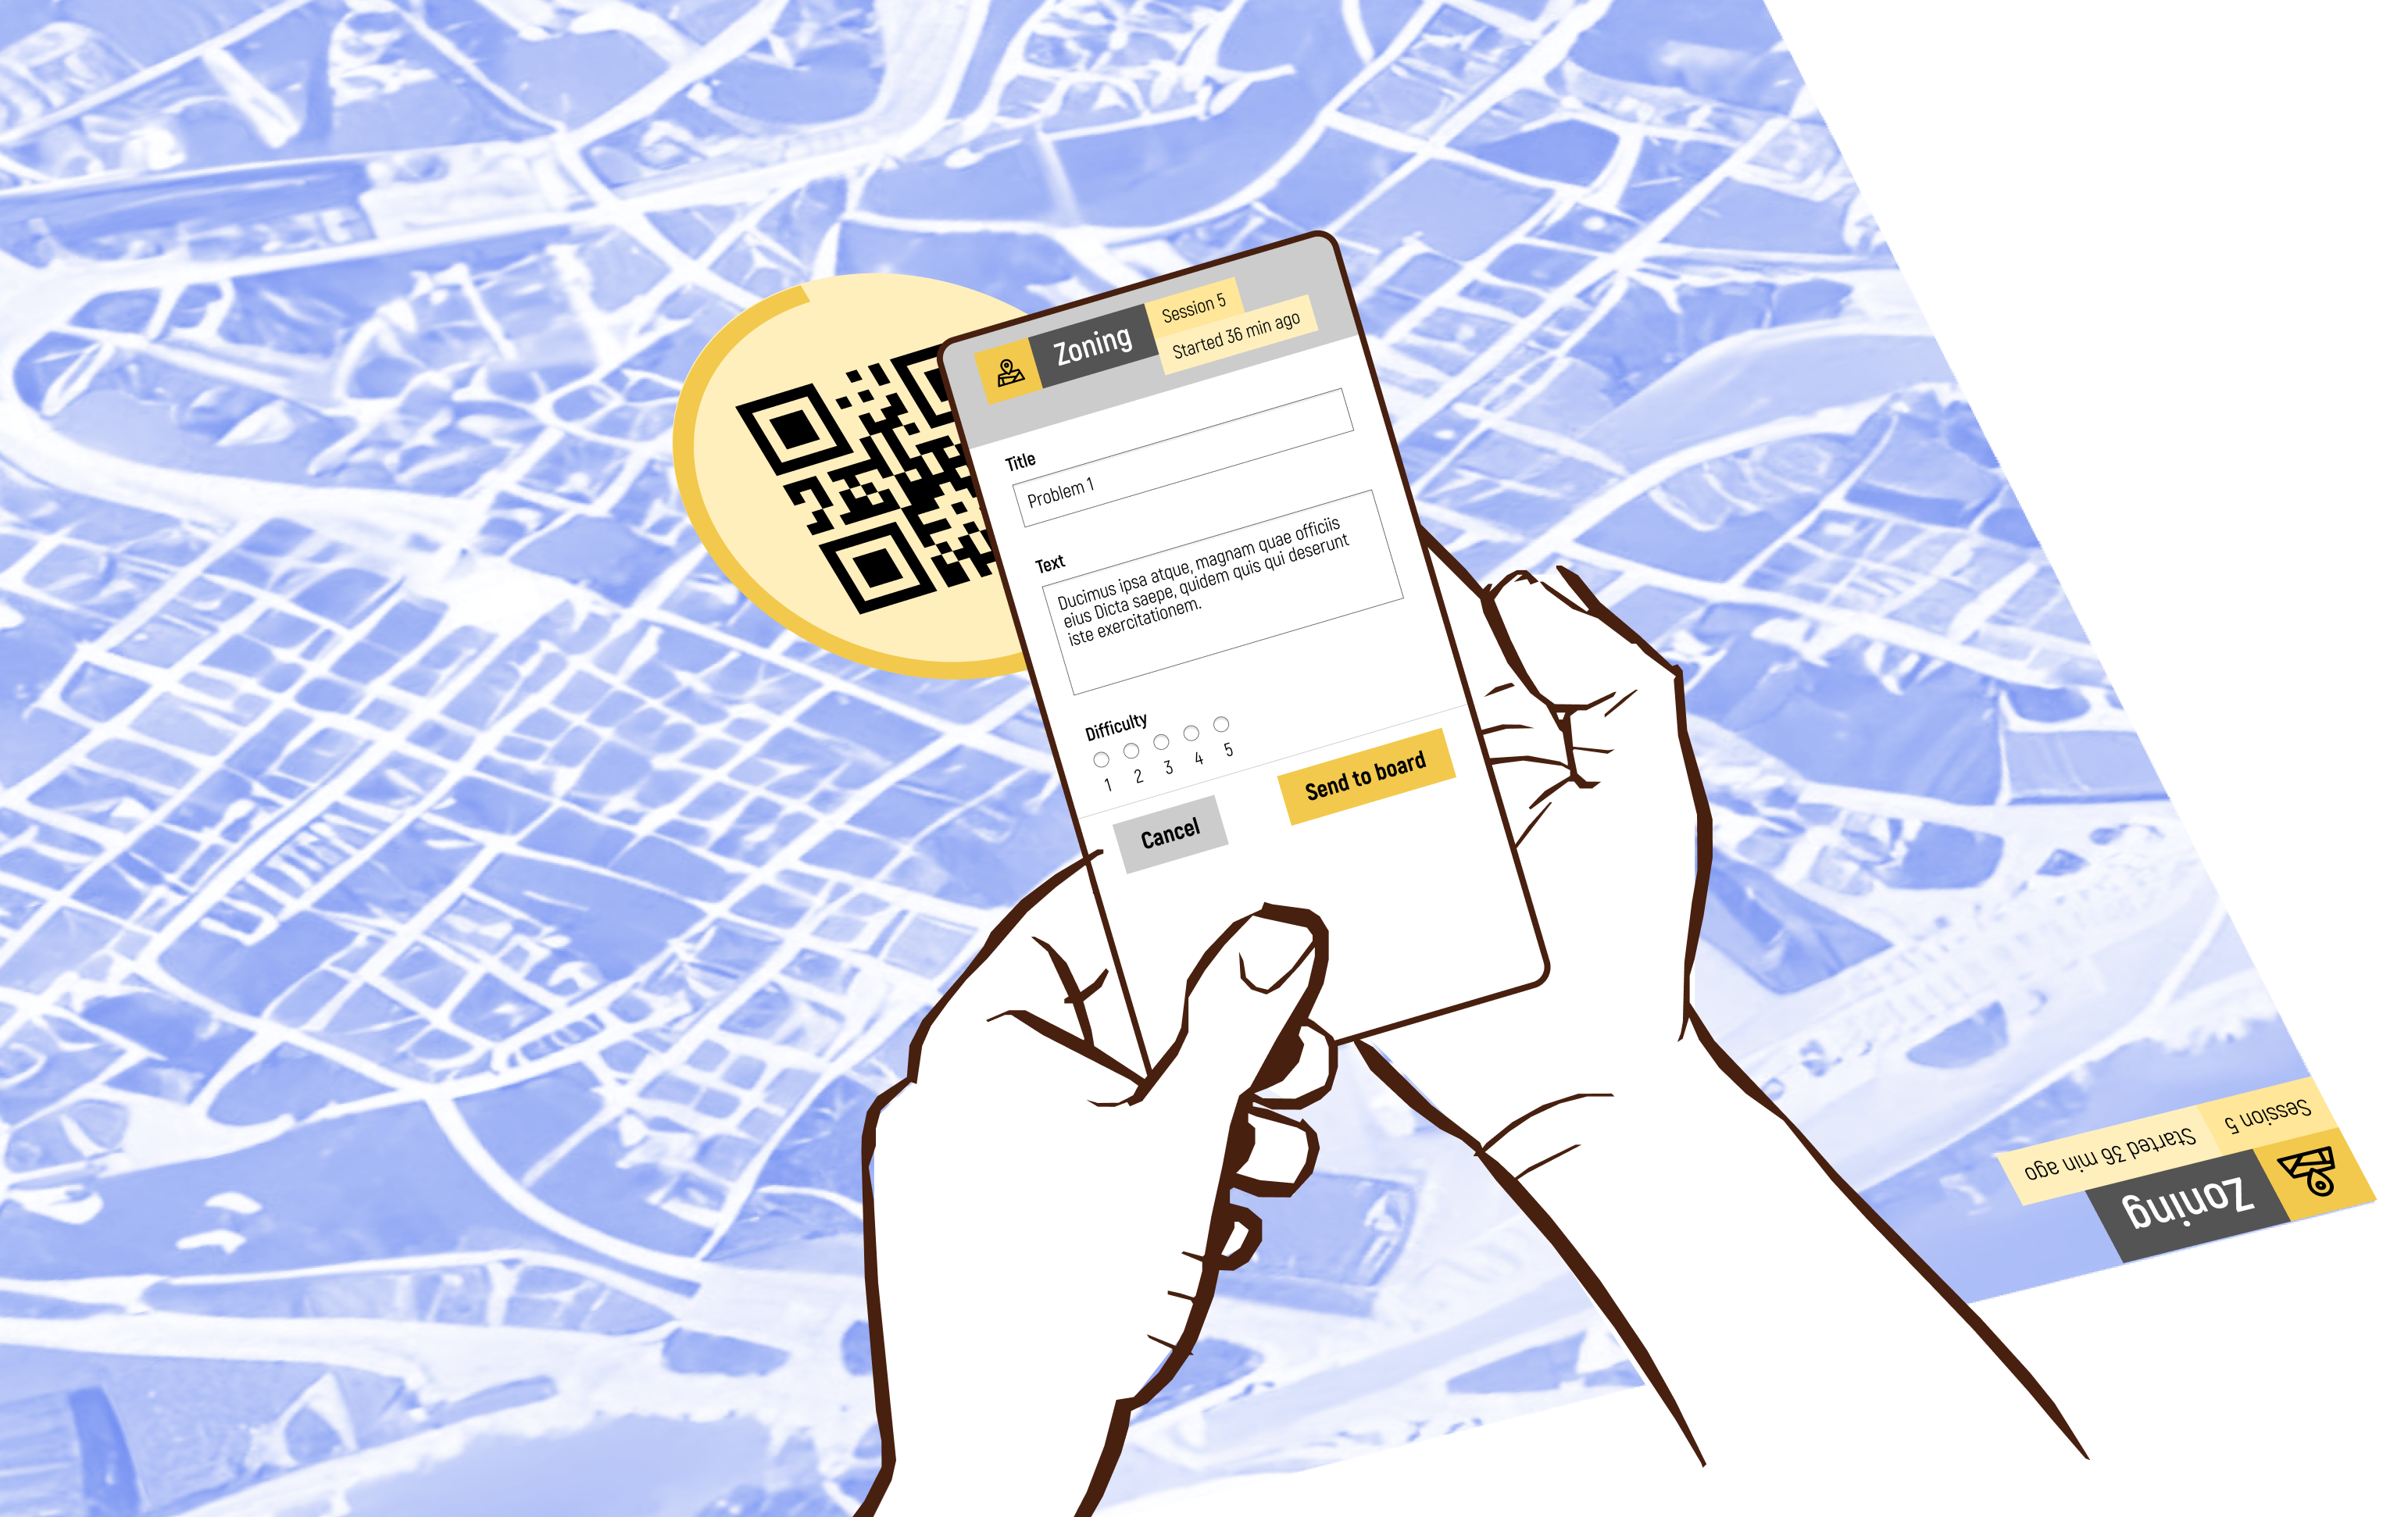 Zoning
Session 5
Started 36 min ago
Title
Problem 1
Text
Ducimus ipsa atque, magnam quae officiis
eius Dicta saepe, quidem quis qui deserunt
iste exercitationem.
Difficulty
1 2 3 4 5
Cancel
Send to board
Session 5
Started 36 min ago
Zoning